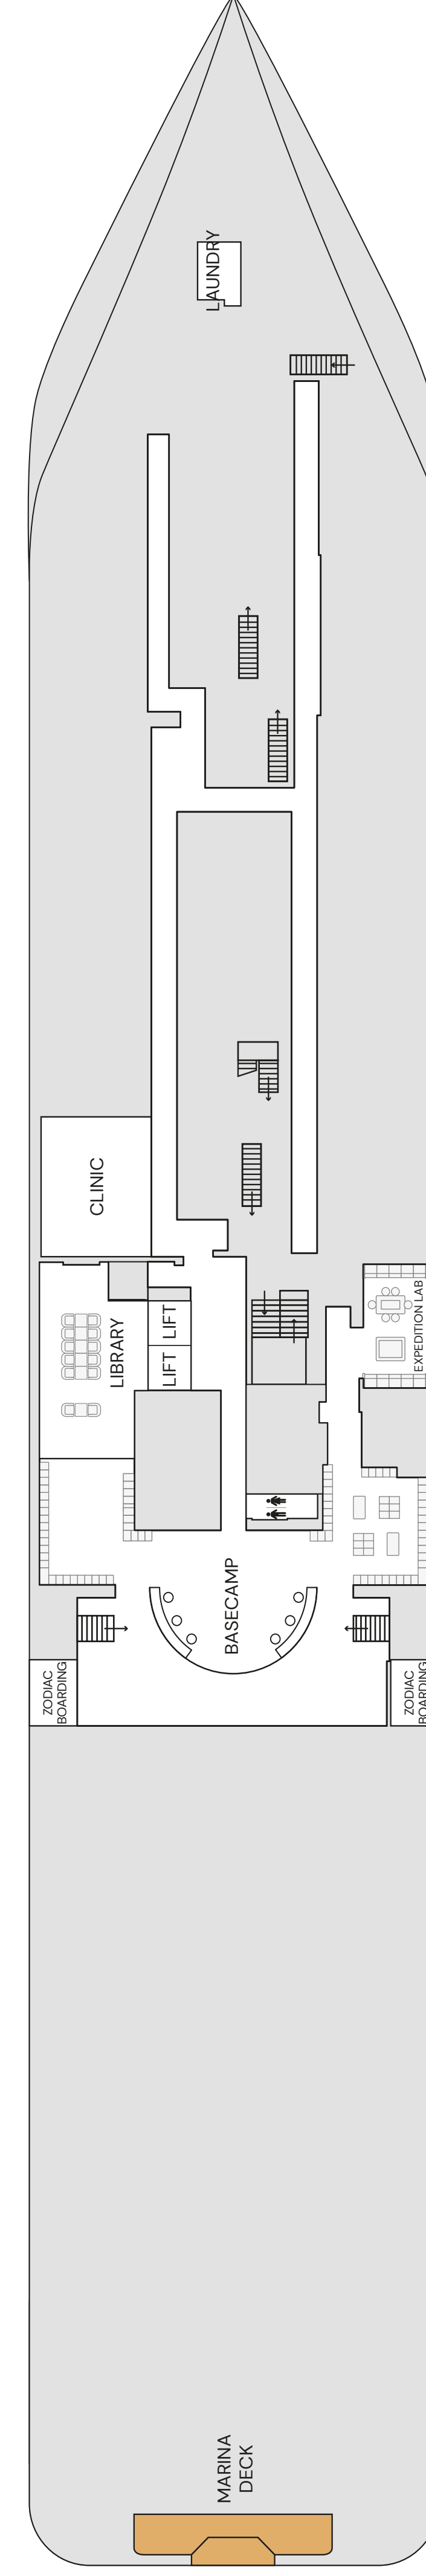 LAUNDRY
CLINIC
EXPEDITION LAB
LIBRARY
LIFT
LIFT
BASECAMP
ZODIAC
BOARDING
ZODIAC
BOARDING
MARINA
DECK